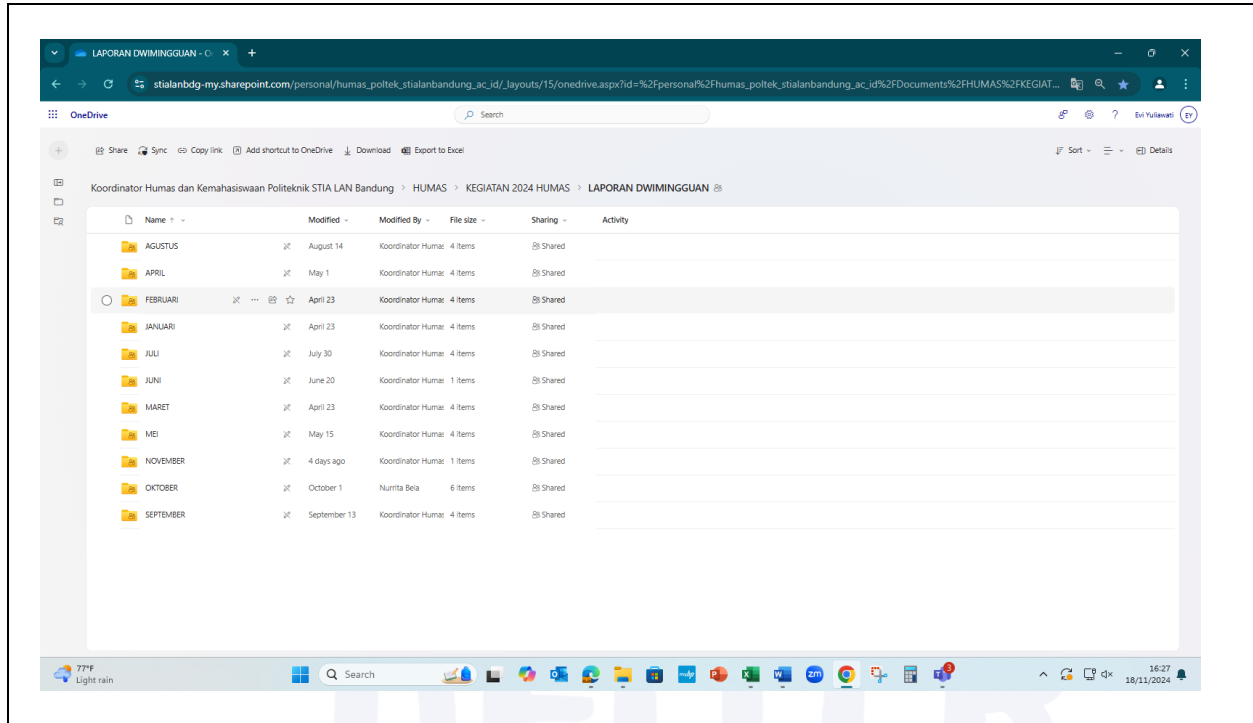 LAPORAN DWIMINGGUAN - O
stialanbdg-my.sharepoint.com/personal/humas_poltek_stialanbandung_ac_id/_layouts/15/onedrive.aspx?id=%2Fpersonal%2Fhumas_poltek_stialanbandung_ac_id%2FDocuments%2FHUMAS%2FKEGIAT...
OneDrive Search ? Evi Yuliawati EY
Share Sync Copy link Add shortcut to OneDrive Download Export to Excel Sort Details
Koordinator Humas dan Kemahasiswaan Politeknik STIA LAN Bandung > HUMAS > KEGIATAN 2024 HUMAS > LAPORAN DWIMINGGUAN
Name Modified Modified By File size Sharing Activity
AGUSTUS August 14 Koordinator Humas 4 items Shared
APRIL May 1 Koordinator Humas 4 items Shared
FEBRUARI April 23 Koordinator Humas 4 items Shared
JANUARI April 23 Koordinator Humas 4 items Shared
JULI July 30 Koordinator Humas 4 items Shared
JUNI June 20 Koordinator Humas 1 items Shared
MARET April 23 Koordinator Humas 4 items Shared
MEI May 15 Koordinator Humas 4 items Shared
NOVEMBER 4 days ago Koordinator Humas 1 items Shared
OKTOBER October 1 Nurrita Bela 6 items Shared
SEPTEMBER September 13 Koordinator Humas 4 items Shared
77°F
Light rain
Search
zm
3
16:27
18/11/2024